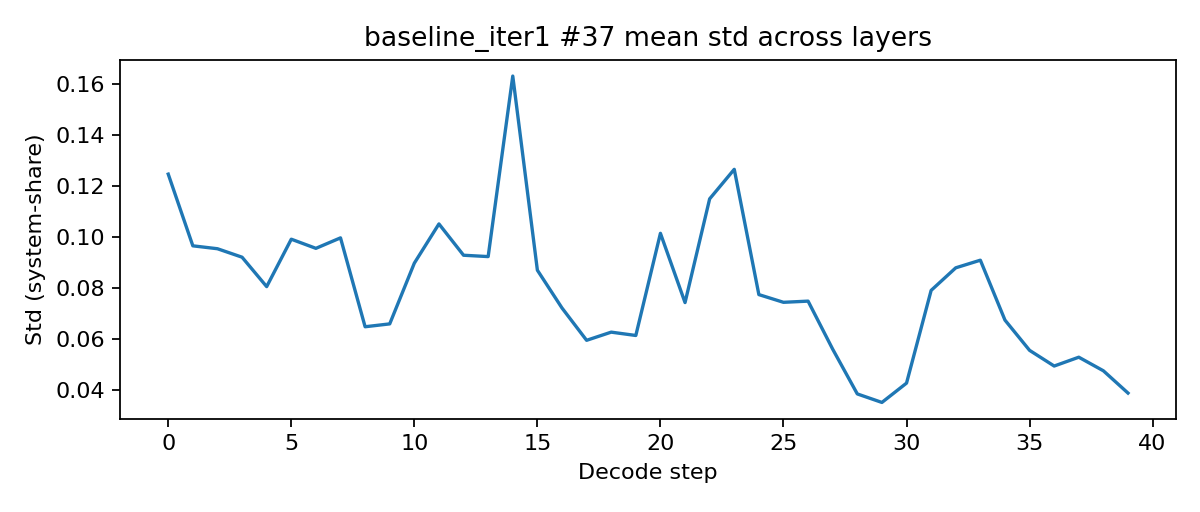 baseline_iter1 #37 mean std across layers
Std (system-share)
0.16
0.14
0.12
0.10
0.08
0.06
0.04
0 5 10 15 20 25 30 35 40
Decode step